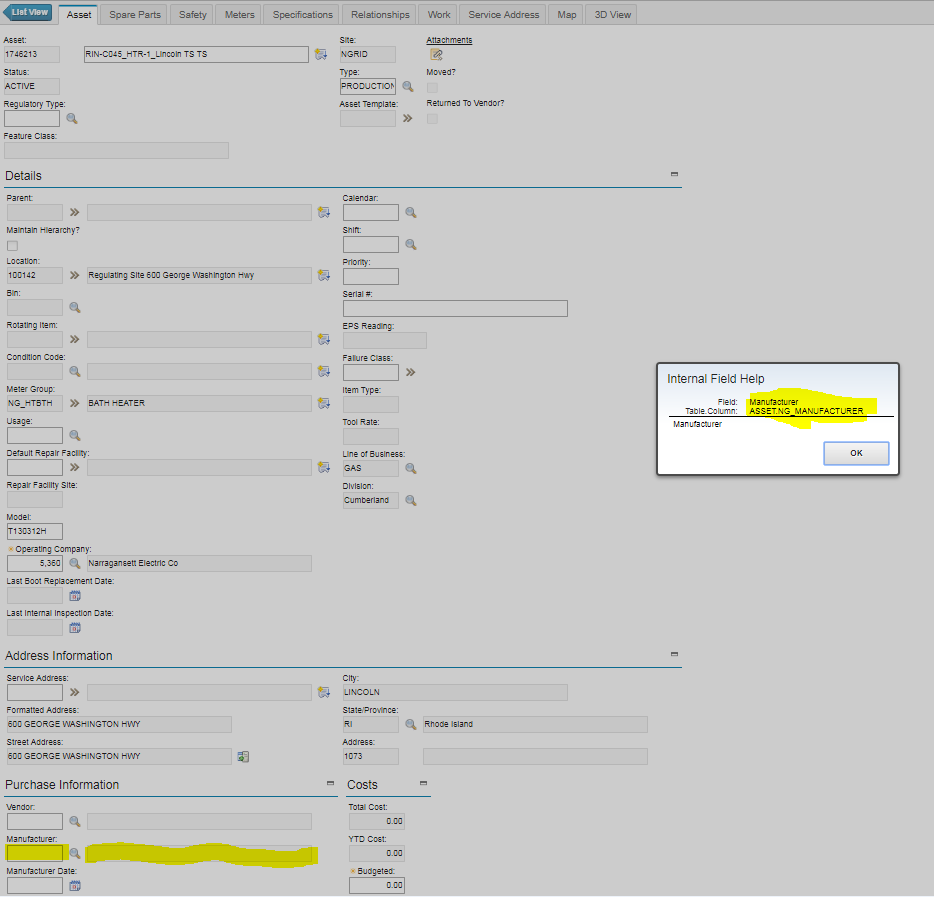 List View
Asset
Spare Parts
Safety
Meters
Specifications
Relationships
Work
Service Address
Map
3D View
Asset:
1746213
RIN-C045_HTR-1_Lincoln TS TS
Site:
NGRID
Attachments
Status:
ACTIVE
Type:
PRODUCTION
Moved?
Regulatory Type:
Asset Template:
Returned To Vendor?
Feature Class:
Details
Parent:
Calendar:
Maintain Hierarchy?
Shift:
Location:
100142
Regulating Site 600 George Washington Hwy
Priority:
Bin:
Serial #:
Rotating Item:
EPS Reading:
Condition Code:
Failure Class:
Meter Group:
NG_HTBTH
BATH HEATER
Item Type:
Usage:
Tool Rate:
Default Repair Facility:
Line of Business:
GAS
Repair Facility Site:
Division:
Cumberland
Model:
T130312H
* Operating Company:
5,360
Narragansett Electric Co
Last Boot Replacement Date:
Last Internal Inspection Date:
Internal Field Help
Field: Manufacturer
Table.Column: ASSET.NG_MANUFACTURER
Manufacturer
OK
Address Information
Service Address:
City:
LINCOLN
Formatted Address:
600 GEORGE WASHINGTON HWY
State/Province:
RI
Rhode Island
Street Address:
600 GEORGE WASHINGTON HWY
Address:
1073
Purchase Information
Costs
Vendor:
Total Cost:
0.00
Manufacturer:
YTD Cost:
0.00
Manufacturer Date:
* Budgeted:
0.00